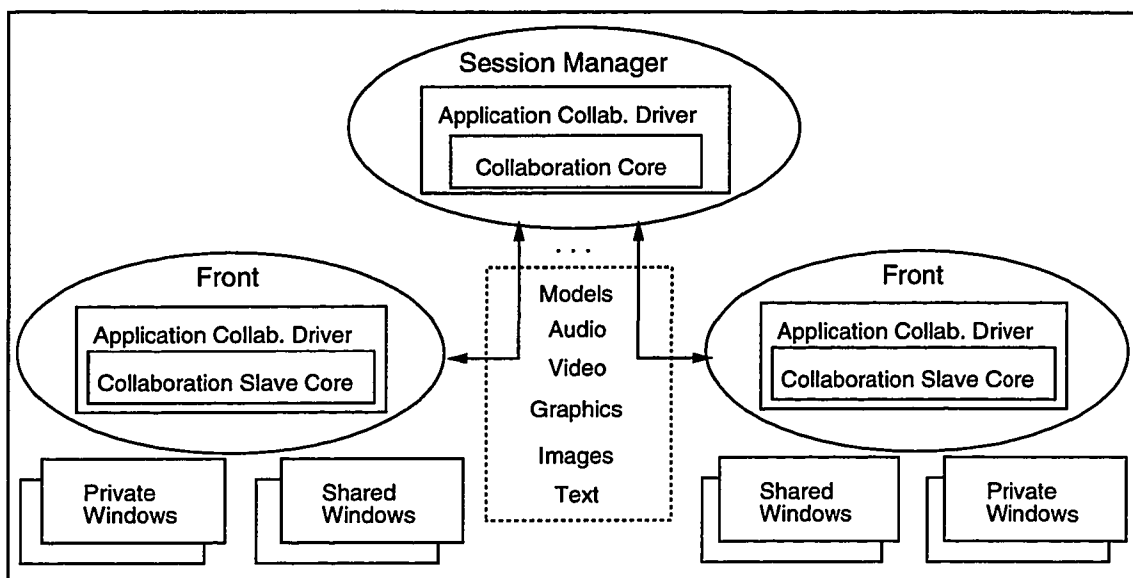 Session Manager
Application Collab. Driver
Collaboration Core
. . .
Front
Application Collab. Driver
Collaboration Slave Core
Models
Audio
Video
Graphics
Images
Text
Front
Application Collab. Driver
Collaboration Slave Core
Private
Windows
Shared
Windows
Shared
Windows
Private
Windows